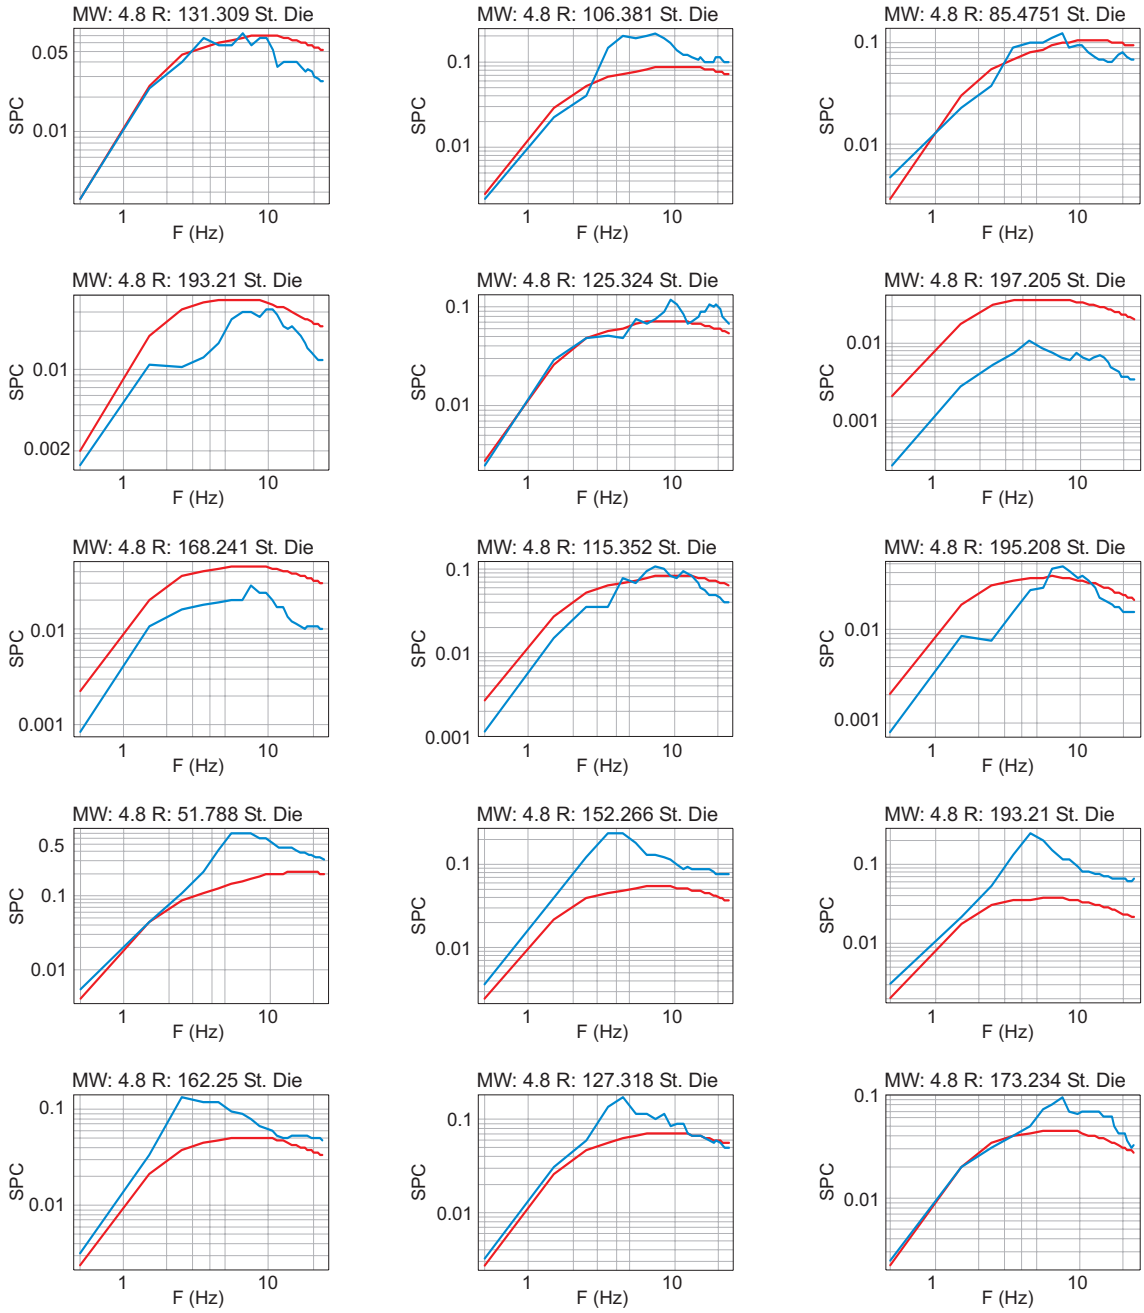 MW: 4.8 R: 131.309 St. Die
0.05
0.01
SPC
1 10
F (Hz)
MW: 4.8 R: 106.381 St. Die
0.1
0.01
SPC
1 10
F (Hz)
MW: 4.8 R: 85.4751 St. Die
0.1
0.01
SPC
1 10
F (Hz)
MW: 4.8 R: 193.21 St. Die
0.01
0.002
SPC
1 10
F (Hz)
MW: 4.8 R: 125.324 St. Die
0.1
0.01
SPC
1 10
F (Hz)
MW: 4.8 R: 197.205 St. Die
0.01
0.001
SPC
1 10
F (Hz)
MW: 4.8 R: 168.241 St. Die
0.01
0.001
SPC
1 10
F (Hz)
MW: 4.8 R: 115.352 St. Die
0.1
0.01
0.001
SPC
1 10
F (Hz)
MW: 4.8 R: 195.208 St. Die
0.01
0.001
SPC
1 10
F (Hz)
MW: 4.8 R: 51.788 St. Die
0.5
0.1
0.01
SPC
1 10
F (Hz)
MW: 4.8 R: 152.266 St. Die
0.1
0.01
SPC
1 10
F (Hz)
MW: 4.8 R: 193.21 St. Die
0.1
0.01
SPC
1 10
F (Hz)
MW: 4.8 R: 162.25 St. Die
0.1
0.01
SPC
1 10
F (Hz)
MW: 4.8 R: 127.318 St. Die
0.1
0.01
SPC
1 10
F (Hz)
MW: 4.8 R: 173.234 St. Die
0.1
0.01
SPC
1 10
F (Hz)